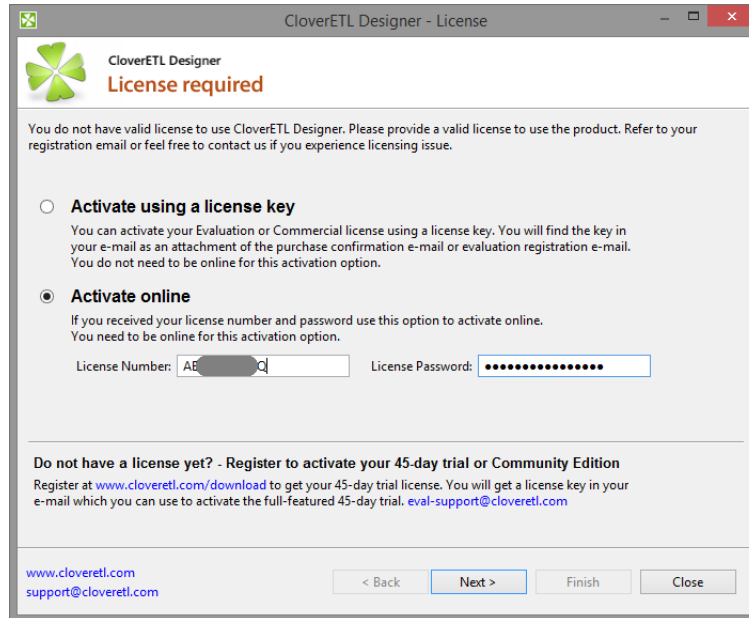 CloverETL Designer - License
CloverETL Designer
License required
You do not have valid license to use CloverETL Designer. Please provide a valid license to use the product. Refer to your
registration email or feel free to contact us if you experience licensing issue.
Activate using a license key
You can activate your Evaluation or Commercial license using a license key. You will find the key in
your e-mail as an attachment of the purchase confirmation e-mail or evaluation registration e-mail.
You do not need to be online for this activation option.
Activate online
If you received your license number and password use this option to activate online.
You need to be online for this activation option.
License Number: AE Q License Password: ●●●●●●●●●●●●●●●●
Do not have a license yet? - Register to activate your 45-day trial or Community Edition
Register at www.cloveretl.com/download to get your 45-day trial license. You will get a license key in your
e-mail which you can use to activate the full-featured 45-day trial. eval-support@cloveretl.com
www.cloveretl.com
support@cloveretl.com
< Back Next > Finish Close